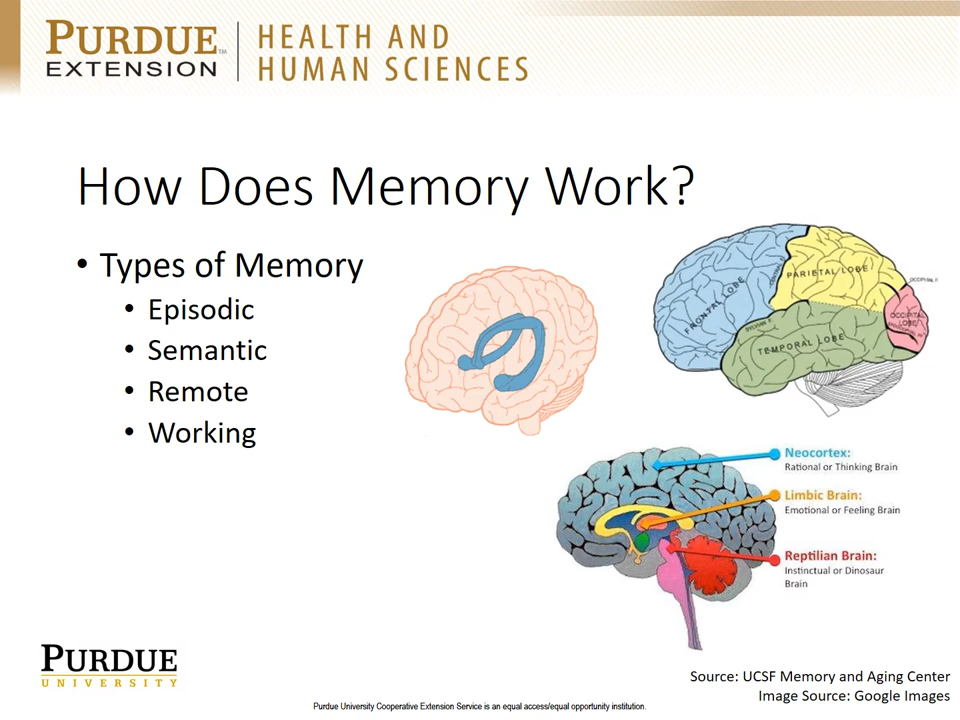 PURDUE™
EXTENSION
HEALTH AND
HUMAN SCIENCES
How Does Memory Work?
• Types of Memory
• Episodic
• Semantic
• Remote
• Working
FRONTAL LOBE
PARIETAL LOBE
OCCIPITAL
LOBE
TEMPORAL LOBE
Neocortex:
Rational or Thinking Brain
Limbic Brain:
Emotional or Feeling Brain
Reptilian Brain:
Instinctual or Dinosaur
Brain
PURDUE
UNIVERSITY
Source: UCSF Memory and Aging Center
Image Source: Google Images
Purdue University Cooperative Extension Service is an equal access/equal opportunity institution.